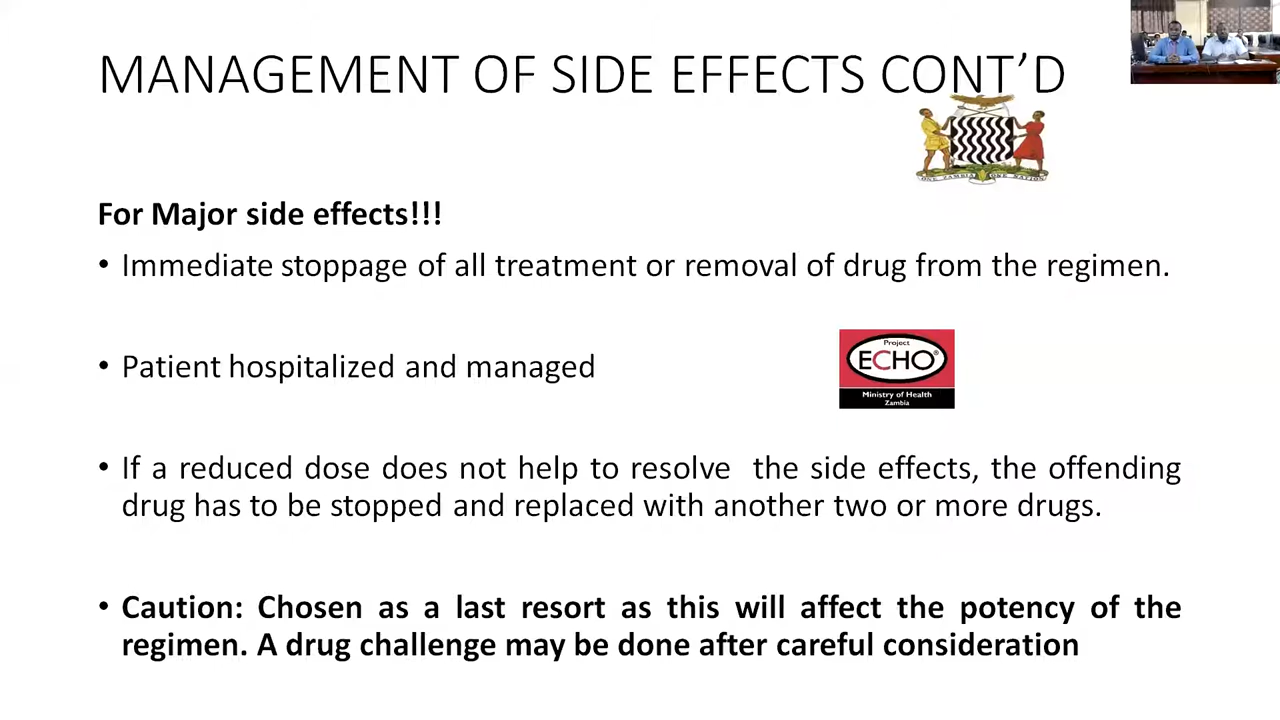 MANAGEMENT OF SIDE EFFECTS CONT’D
ONE ZAMBIA ONE NATION
For Major side effects!!!
• Immediate stoppage of all treatment or removal of drug from the regimen.
Project
ECHO®
Ministry of Health
Zambia
• Patient hospitalized and managed
• If a reduced dose does not help to resolve the side effects, the offending
drug has to be stopped and replaced with another two or more drugs.
• Caution: Chosen as a last resort as this will affect the potency of the
regimen. A drug challenge may be done after careful consideration